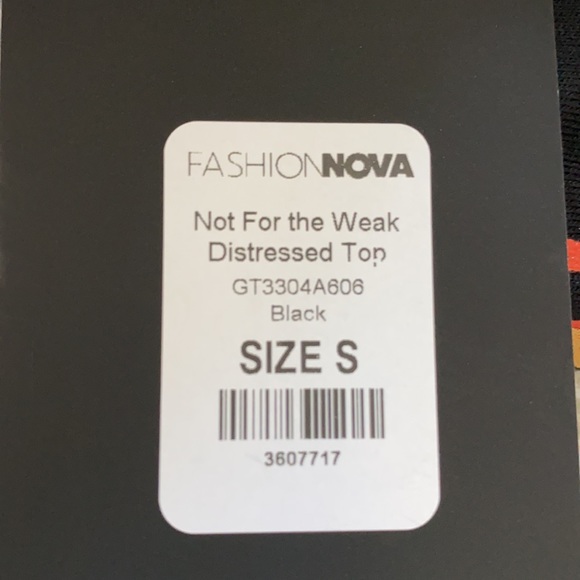 FASHIONNOVA
Not For the Weak
Distressed Top
GT3304A606
Black
SIZE S
3607717